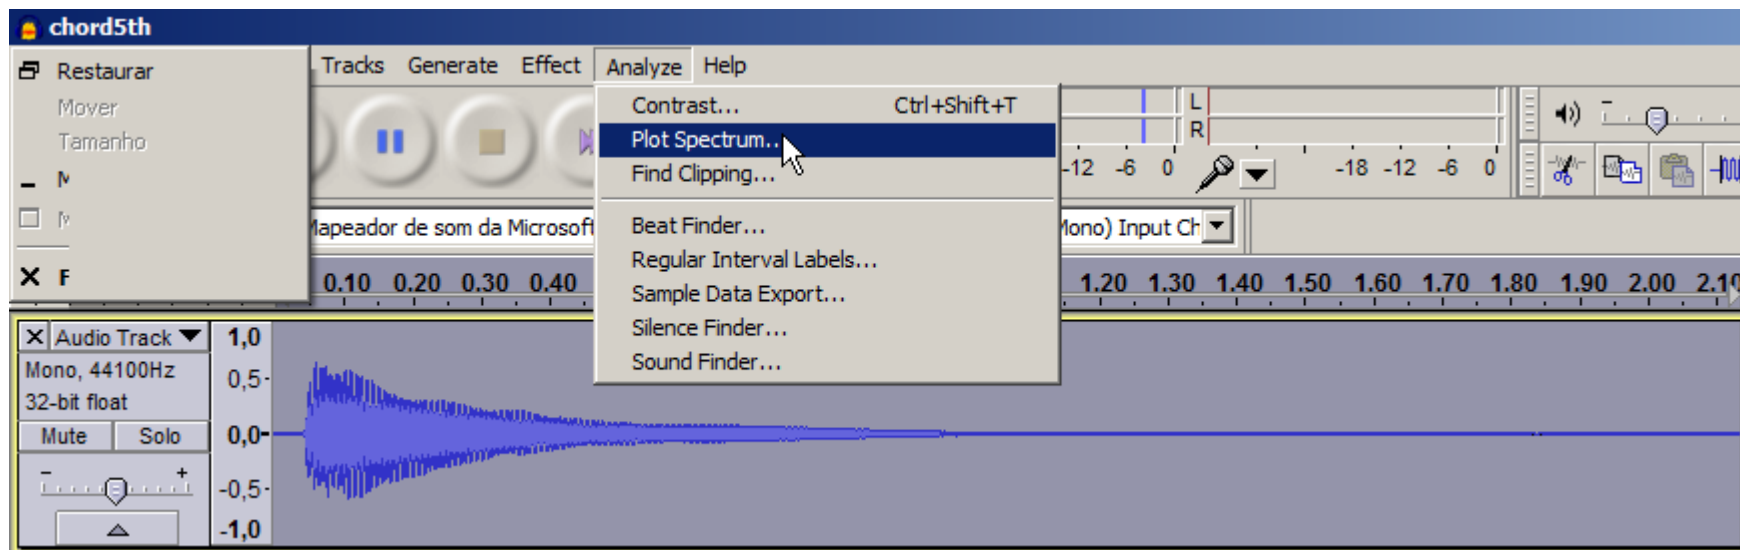 chord5th
Restaurar
Mover
Tamanho
Tracks Generate Effect Analyze Help
Contrast... Ctrl+Shift+T
Plot Spectrum...
Find Clipping...
Beat Finder...
Regular Interval Labels...
Sample Data Export...
Silence Finder...
Sound Finder...
L
R
-12 -6 0
-18 -12 -6 0
Mapeador de som da Microsoft
Mono) Input Ch
0.10 0.20 0.30 0.40 1.20 1.30 1.40 1.50 1.60 1.70 1.80 1.90 2.00 2.10
Audio Track
Mono, 44100Hz
32-bit float
Mute Solo
- +
1,0
0,5-
0,0-
-0,5-
-1,0